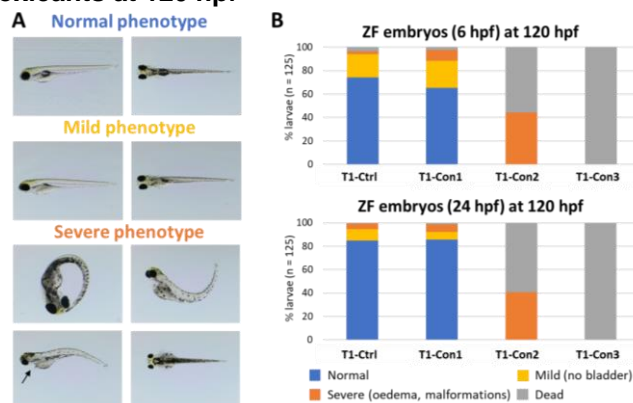 A
Normal phenotype
Mild phenotype
Severe phenotype
B
ZF embryos (6 hpf) at 120 hpf
% larvae (n = 125)
100
80
60
40
20
0
T1-Ctrl T1-Con1 T1-Con2 T1-Con3
ZF embryos (24 hpf) at 120 hpf
% larvae (n = 125)
100
80
60
40
20
0
T1-Ctrl T1-Con1 T1-Con2 T1-Con3
Normal Mild (no bladder)
Severe (oedema, malformations) Dead